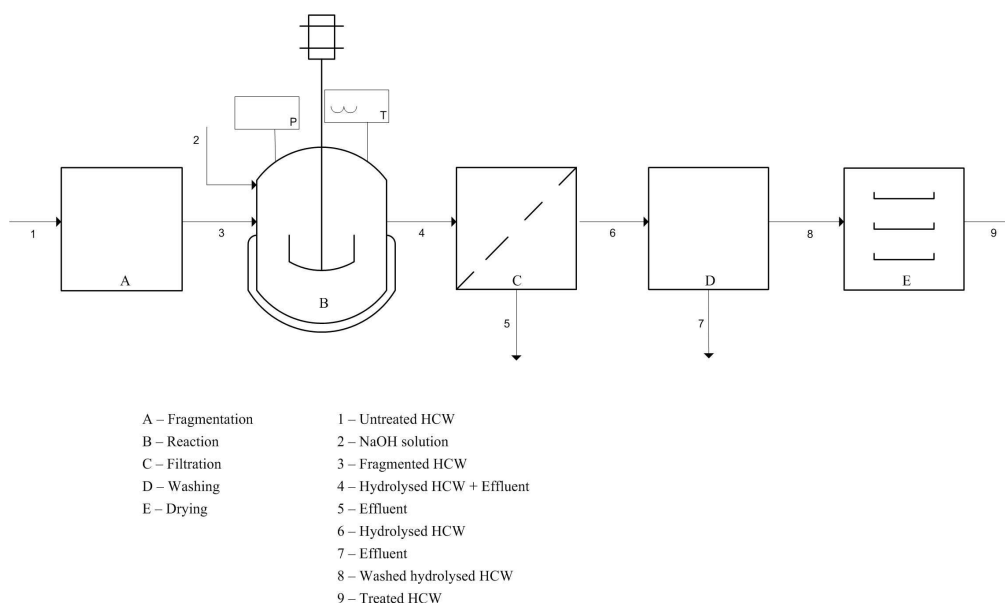 P
T
2
1
3
4
6
8
9
A
B
C
D
E
5
7
A – Fragmentation
B – Reaction
C – Filtration
D – Washing
E – Drying
1 – Untreated HCW
2 – NaOH solution
3 – Fragmented HCW
4 – Hydrolysed HCW + Effluent
5 – Effluent
6 – Hydrolysed HCW
7 – Effluent
8 – Washed hydrolysed HCW
9 – Treated HCW